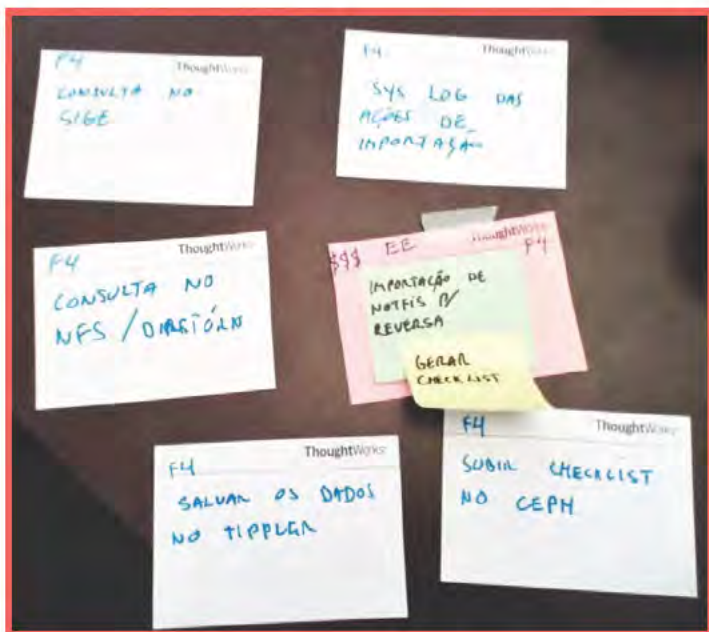 F4
ThoughtWorks
CONSULTA NO
SIGE
F4
ThoughtWorks
SYS LOG DAS
AÇÕES DE
IMPORTAÇÃO
F4
ThoughtWorks
CONSULTA NO
NFS /
$$$ EE
ThoughtWorks
F4
IMPORTAÇÃO DE
NOTFIS P/
REVERSA
GERAR
CHECKLIST
F4
ThoughtWorks
SALVAR OS DADOS
NO TIPPLER
F4
ThoughtWorks
SUBIR CHECKLIST
NO CEPH